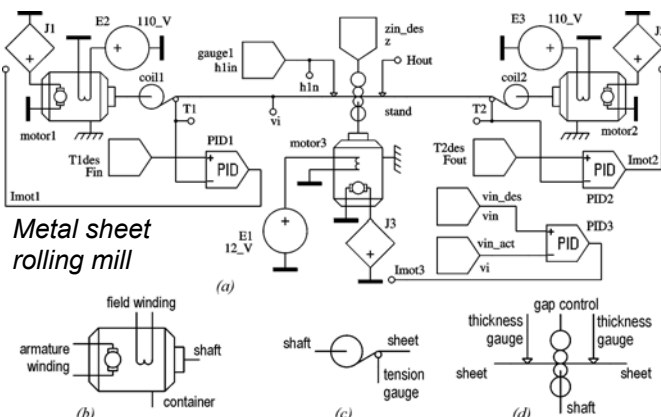 J1
E2
110_V
zin_des
z
E3
110_V
gauge1
h1in
Hout
coil1
h1n
coil2
T1
vi
stand
T2
motor1
motor3
motor2
T1des
Fin
PID1
PID
T2des
Fout
PID
Imot2
Imot1
PID2
vin_des
vin
PID3
Metal sheet
rolling mill
E1
12_V
J3
vin_act
vi
PID
Imot3
(a)
field winding
armature
winding
shaft
container
(b)
shaft
sheet
tension
gauge
(c)
gap control
thickness
gauge
thickness
gauge
sheet
sheet
shaft
(d)